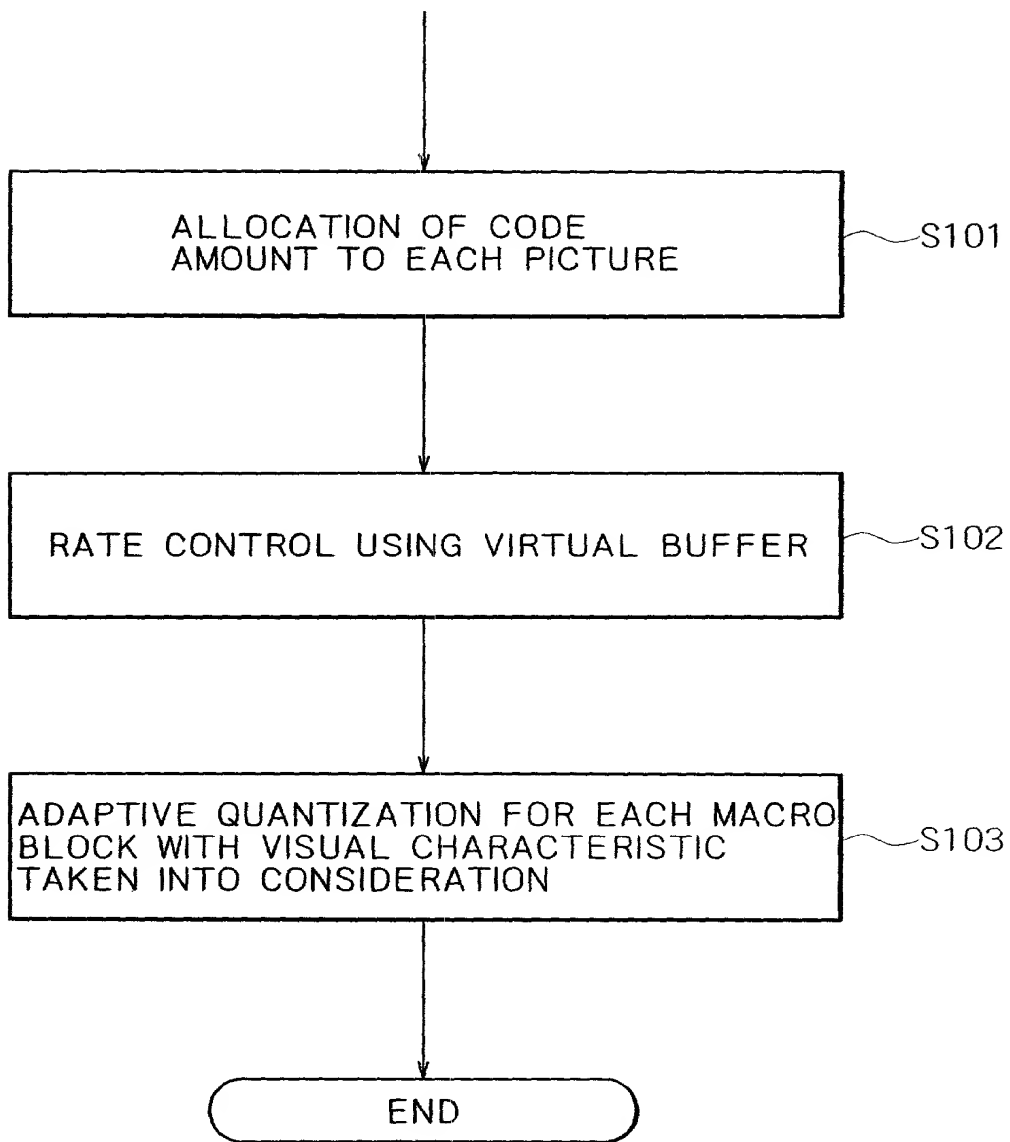 ALLOCATION OF CODE
AMOUNT TO EACH PICTURE
S101
RATE CONTROL USING VIRTUAL BUFFER
S102
ADAPTIVE QUANTIZATION FOR EACH MACRO
BLOCK WITH VISUAL CHARACTERISTIC
TAKEN INTO CONSIDERATION
S103
END